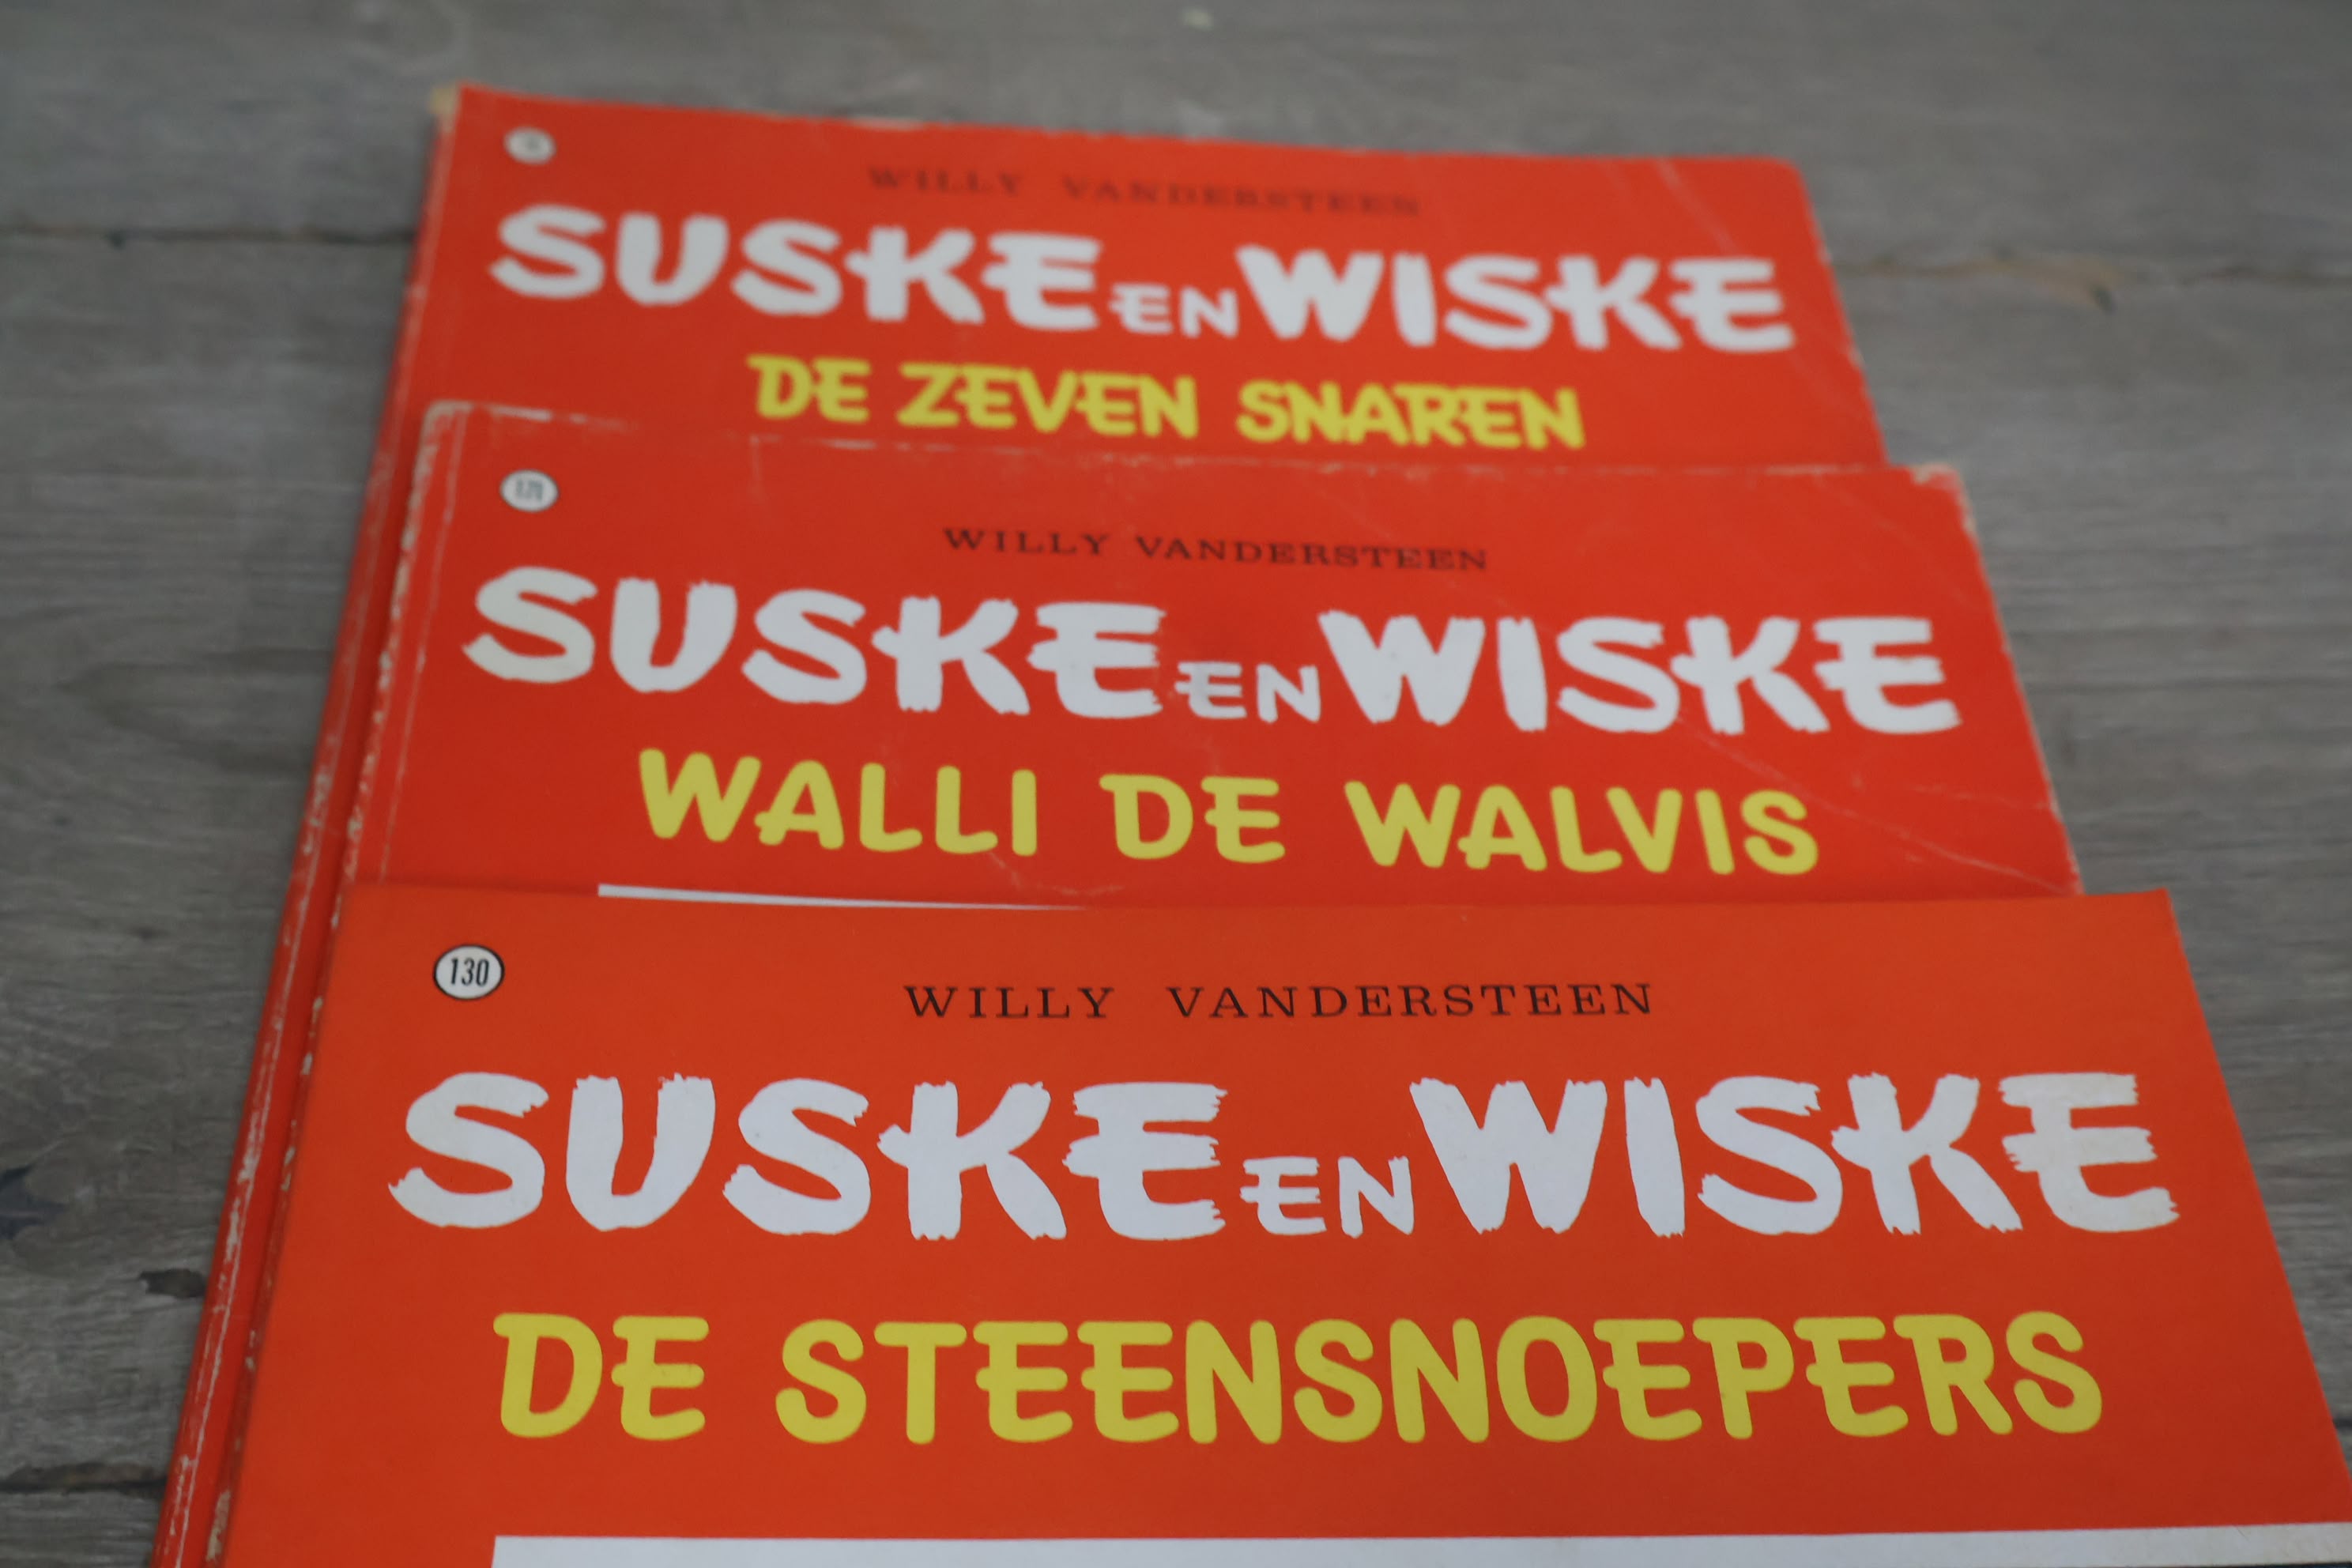 WILLY VANDERSTEEN
SUSKE EN WISKE
DE ZEVEN SNAREN
171
WILLY VANDERSTEEN
SUSKE EN WISKE
WALLI DE WALVIS
130
WILLY VANDERSTEEN
SUSKE EN WISKE
DE STEENSNOEPERS